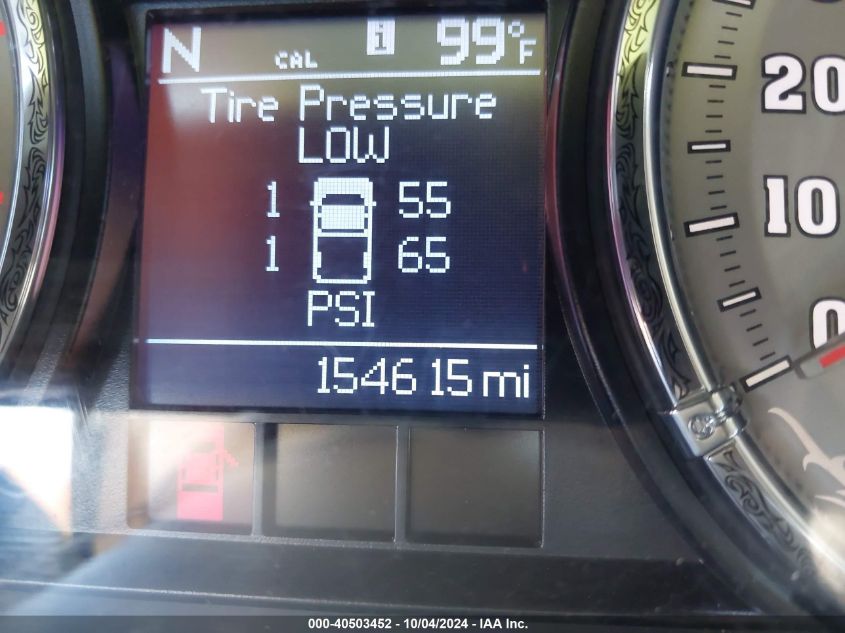 N CAL i 99°F
Tire Pressure
LOW
1 55
1 65
PSI
154615 mi
20
10
0
000-40503452 - 10/04/2024 - IAA Inc.